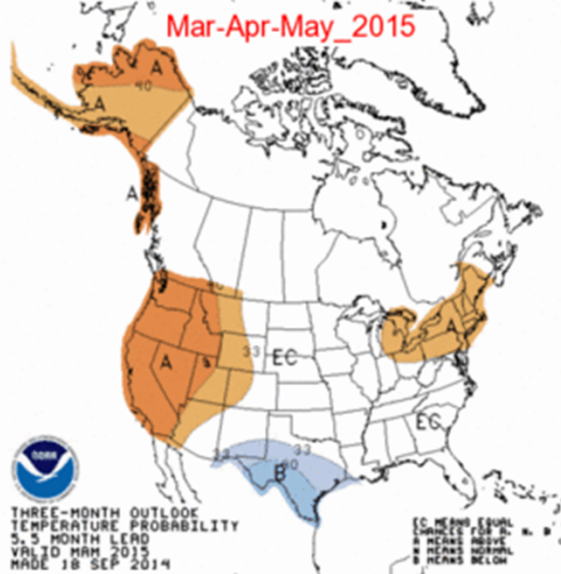 Mar-Apr-May_2015
A
40
A
A
40
A
33
EC
A
EC
33
33
B
40
NOAA
THREE-MONTH OUTLOOK
TEMPERATURE PROBABILITY
5.5 MONTH LEAD
VALID MAM 2015
MADE 18 SEP 2014
EC MEANS EQUAL
CHANCES FOR A, N, B
A MEANS ABOVE
N MEANS NORMAL
B MEANS BELOW